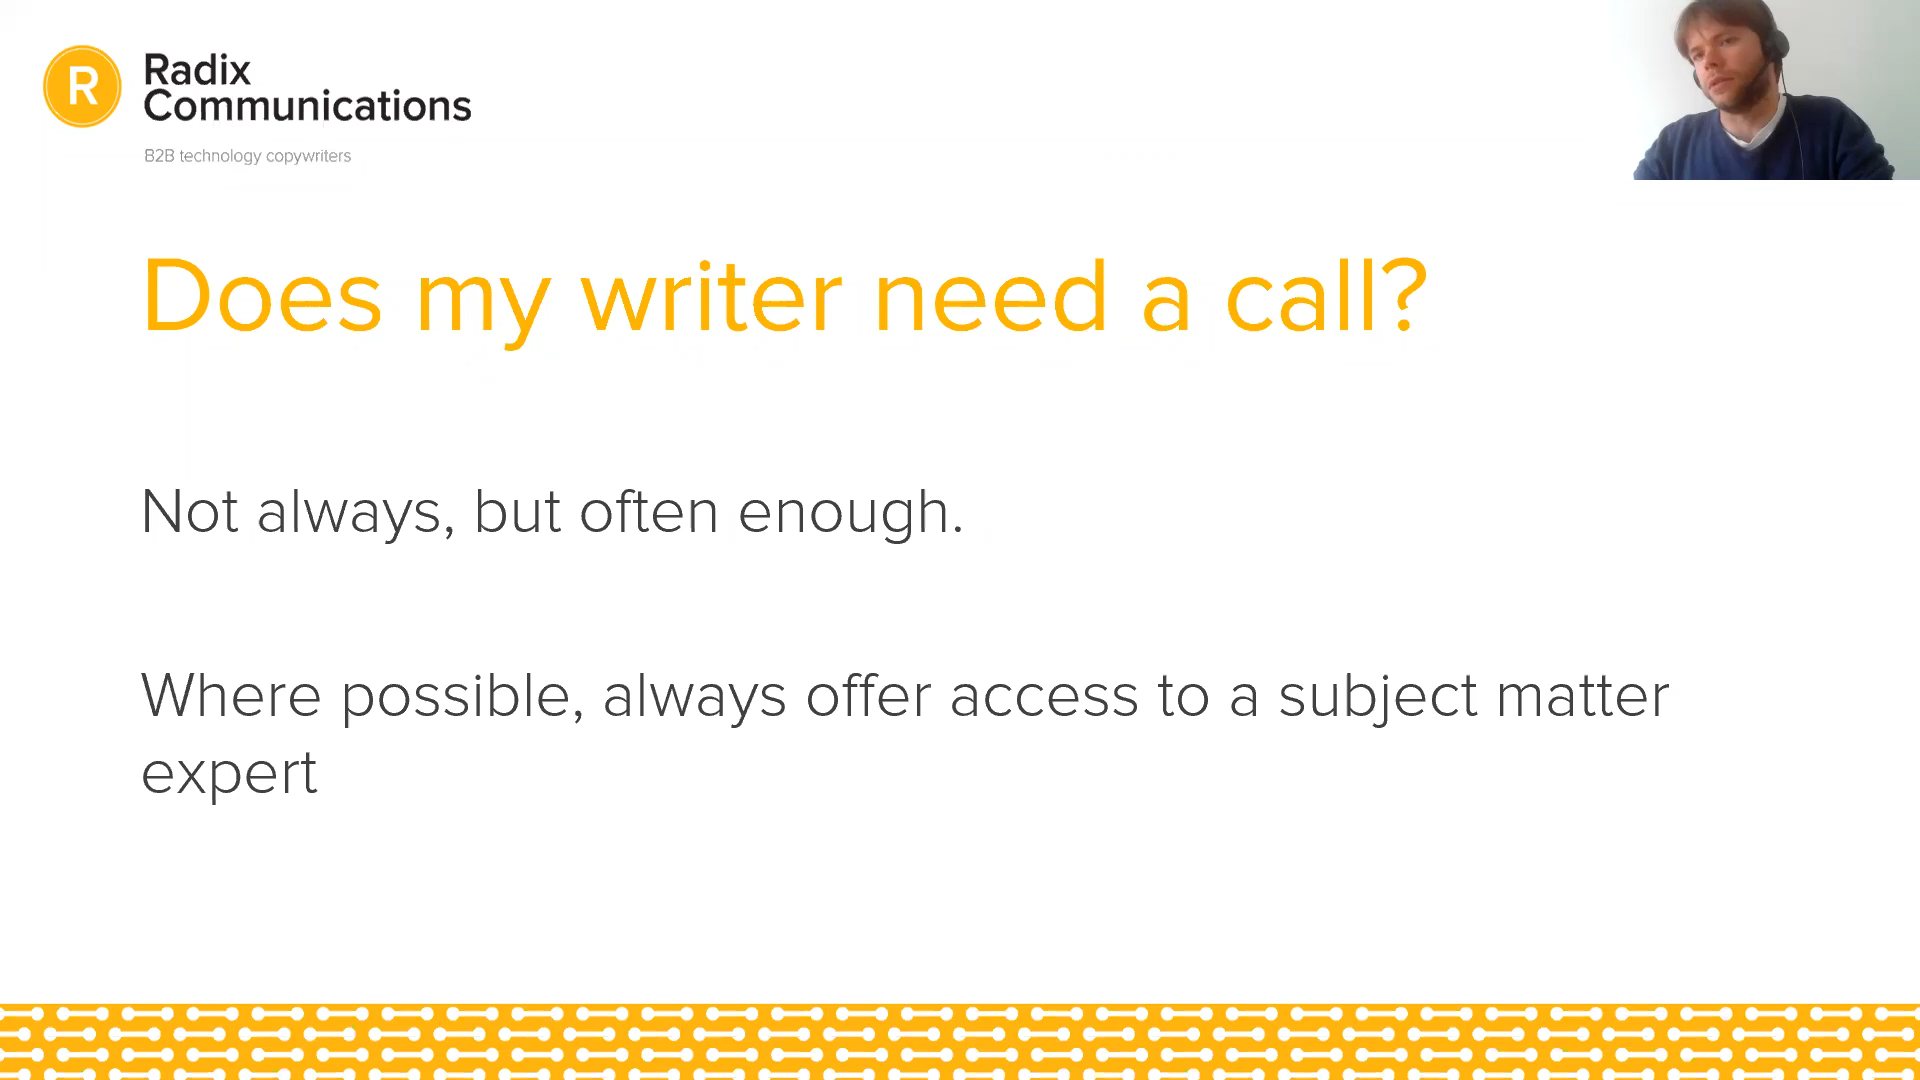 R
Radix
Communications
B2B technology copywriters
Does my writer need a call?
Not always, but often enough.
Where possible, always offer access to a subject matter
expert